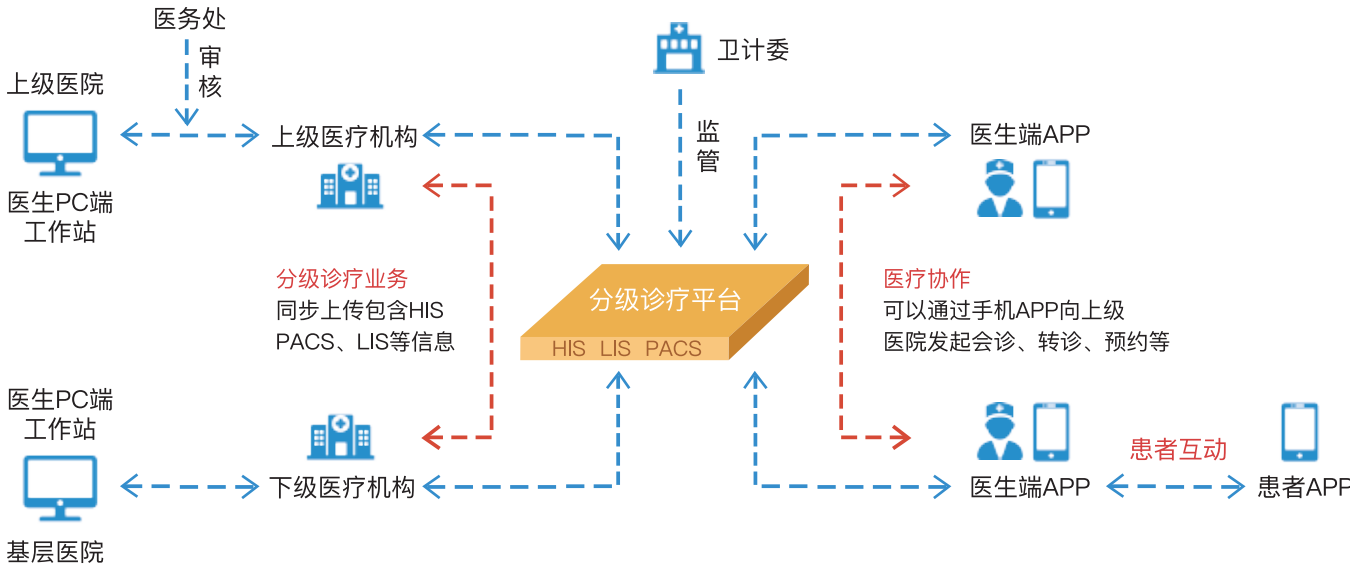 医务处
审核
上级医院
医生PC端
工作站
上级医疗机构
卫计委
监管
医生端APP
分级诊疗业务
同步上传包含HIS
PACS、LIS等信息
分级诊疗平台
HIS LIS PACS
医疗协作
可以通过手机APP向上级
医院发起会诊、转诊、预约等
医生PC端
工作站
基层医院
下级医疗机构
医生端APP
患者互动
患者APP